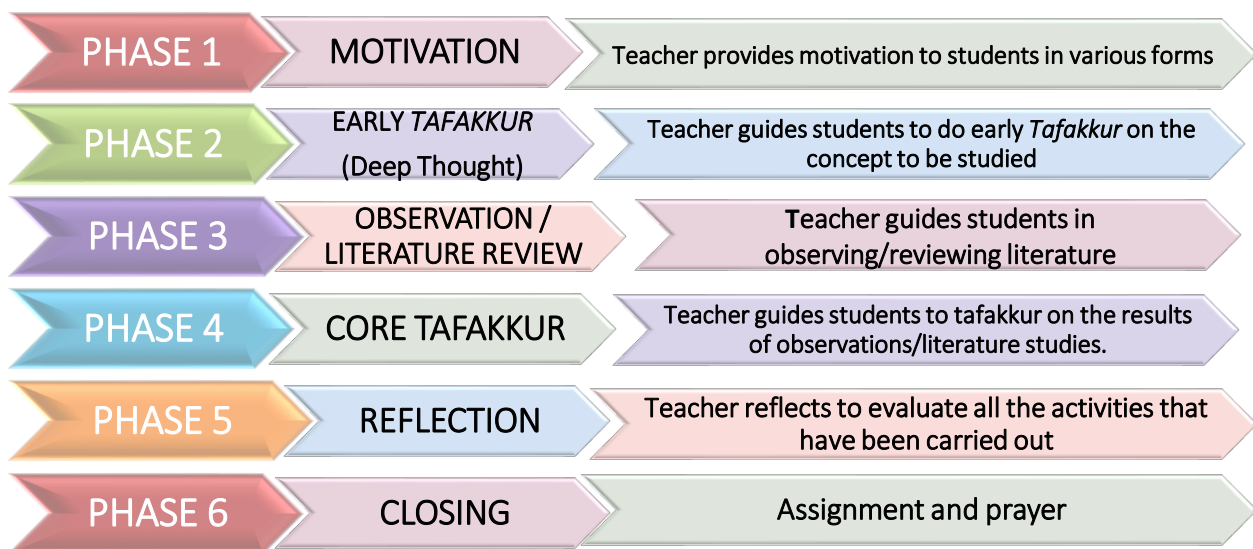 PHASE 1
MOTIVATION
Teacher provides motivation to students in various forms
PHASE 2
EARLY TAFAKKUR
(Deep Thought)
Teacher guides students to do early Tafakkur on the
concept to be studied
PHASE 3
OBSERVATION /
LITERATURE REVIEW
Teacher guides students in
observing/reviewing literature
PHASE 4
CORE TAFAKKUR
Teacher guides students to tafakkur on the results
of observations/literature studies.
PHASE 5
REFLECTION
Teacher reflects to evaluate all the activities that
have been carried out
PHASE 6
CLOSING
Assignment and prayer